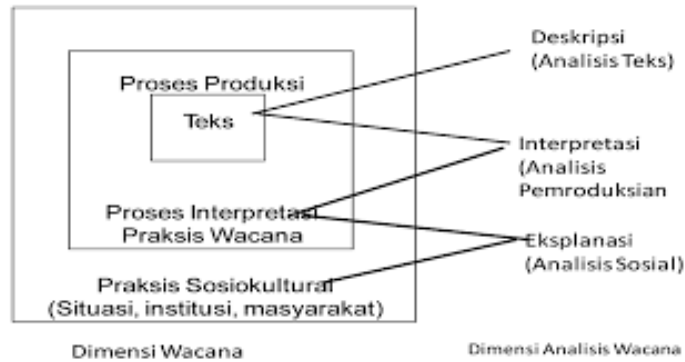 Proses Produksi
Teks
Proses Interpretasi
Praksis Wacana
Praksis Sosiokultural
(Situasi, institusi, masyarakat)
Dimensi Wacana
Deskripsi
(Analisis Teks)
Interpretasi
(Analisis
Pemroduksian
Eksplanasi
(Analisis Sosial)
Dimensi Analisis Wacana